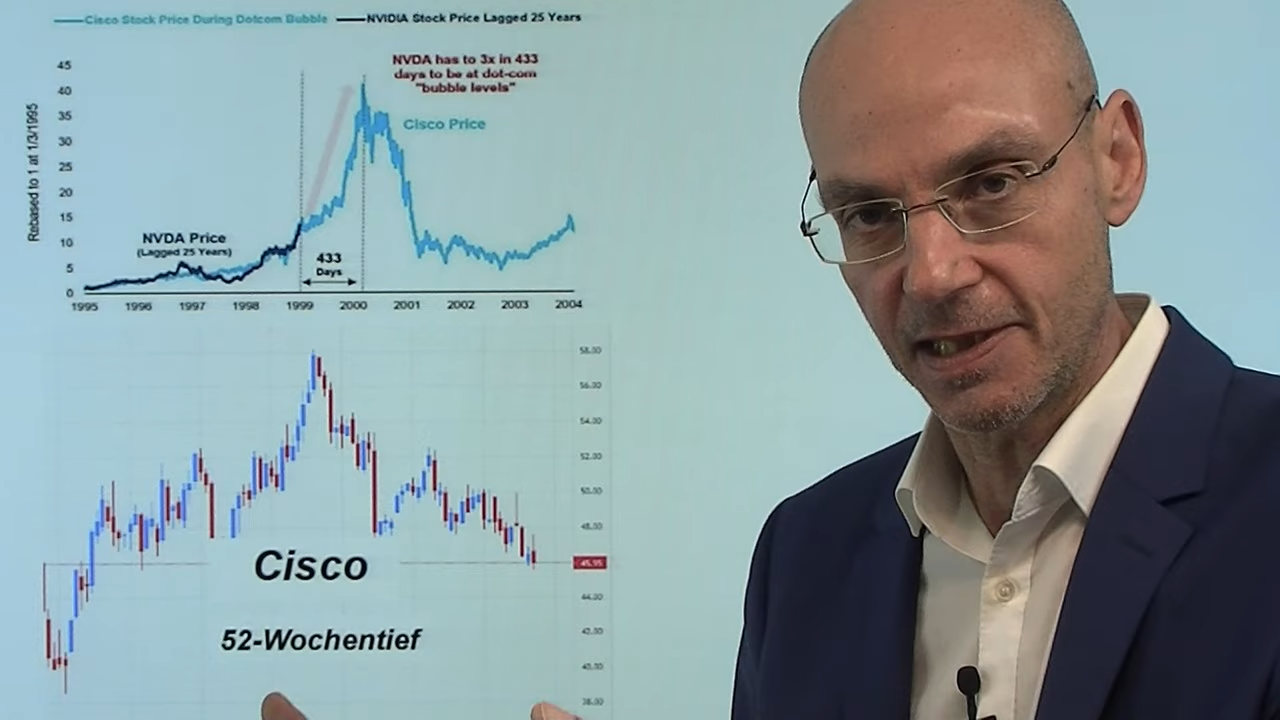 Cisco Stock Price During Dotcom Bubble
NVIDIA Stock Price Lagged 25 Years
Rebased to 1 at 1/3/1995
45
40
35
30
25
20
15
10
5
0
NVDA has to 3x in 433
days to be at dot-com
"bubble levels"
Cisco Price
NVDA Price
(Lagged 25 Years)
433
Days
1995 1996 1997 1998 1999 2000 2001 2002 2003 2004
58.00
56.00
54.00
52.00
50.00
48.00
45.95
44.00
42.00
40.00
38.00
Cisco
52-Wochentief